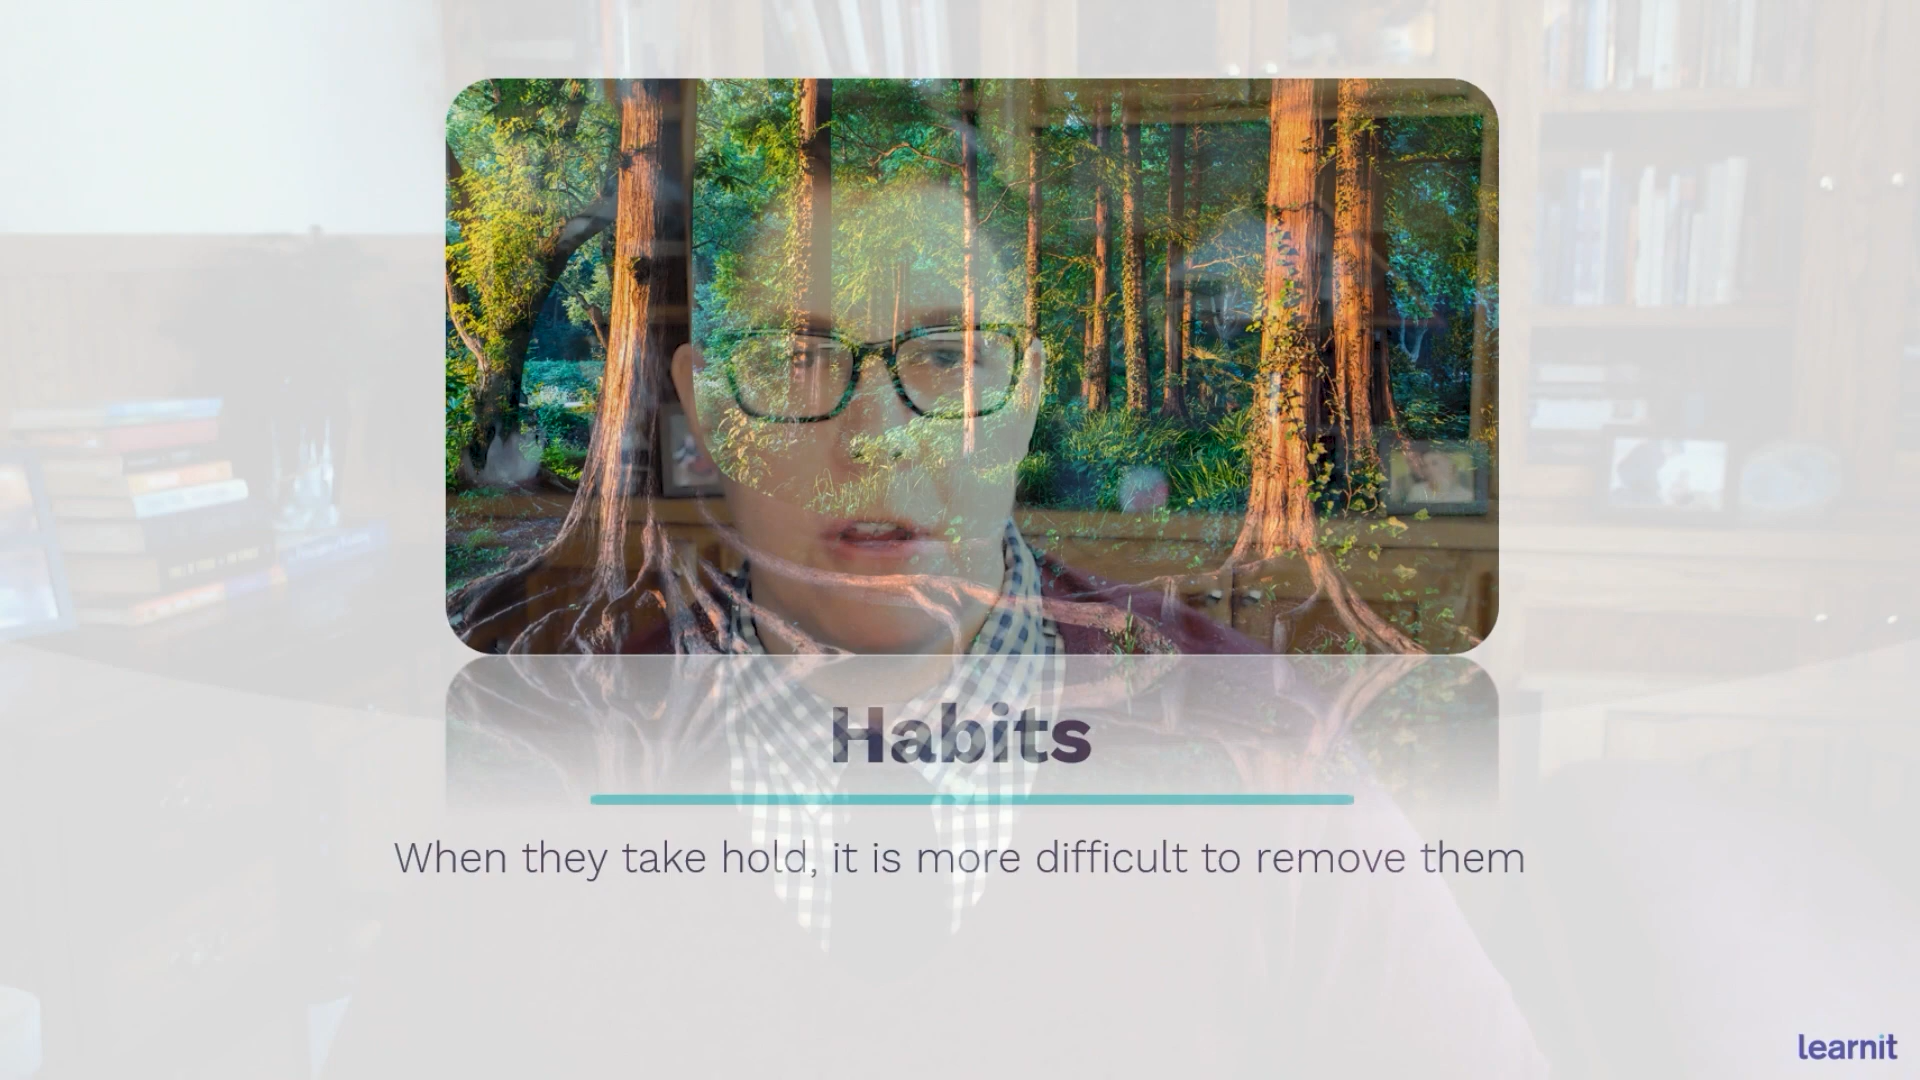 Habits
When they take hold, it is more difficult to remove them
learnit